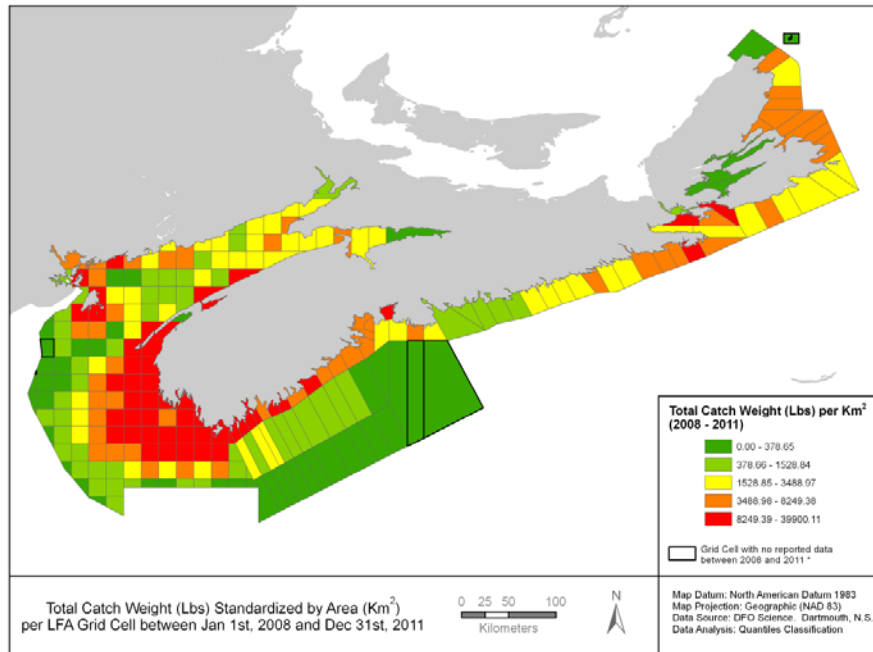 Total Catch Weight (Lbs) per Km²
(2008 - 2011)
0.00 - 378.65
378.66 - 1528.84
1528.85 - 3488.97
3488.98 - 8249.38
8249.39 - 39900.11
Grid Cell with no reported data
between 2008 and 2011 *
Total Catch Weight (Lbs) Standardized by Area (Km²)
per LFA Grid Cell between Jan 1st, 2008 and Dec 31st, 2011
0 25 50 100
Kilometers
N
Map Datum: North American Datum 1983
Map Projection: Geographic (NAD 83)
Data Source: DFO Science. Dartmouth, N.S.
Data Analysis: Quantiles Classification